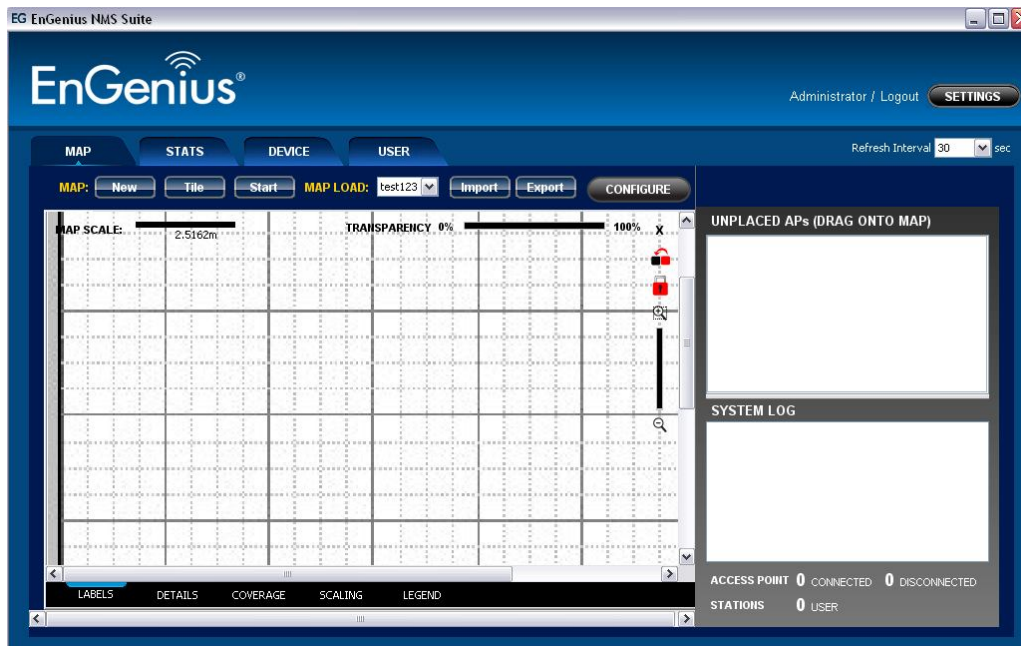 EG EnGenius NMS Suite
EnGenius®
Administrator / Logout SETTINGS
MAP STATS DEVICE USER
Refresh Interval 30 sec
MAP: New Tile Start MAP LOAD: test123 Import Export CONFIGURE
MAP SCALE: 2.5162m TRANSPARENCY 0% 100% X
UNPLACED APs (DRAG ONTO MAP)
SYSTEM LOG
ACCESS POINT 0 CONNECTED 0 DISCONNECTED
STATIONS 0 USER
LABELS DETAILS COVERAGE SCALING LEGEND